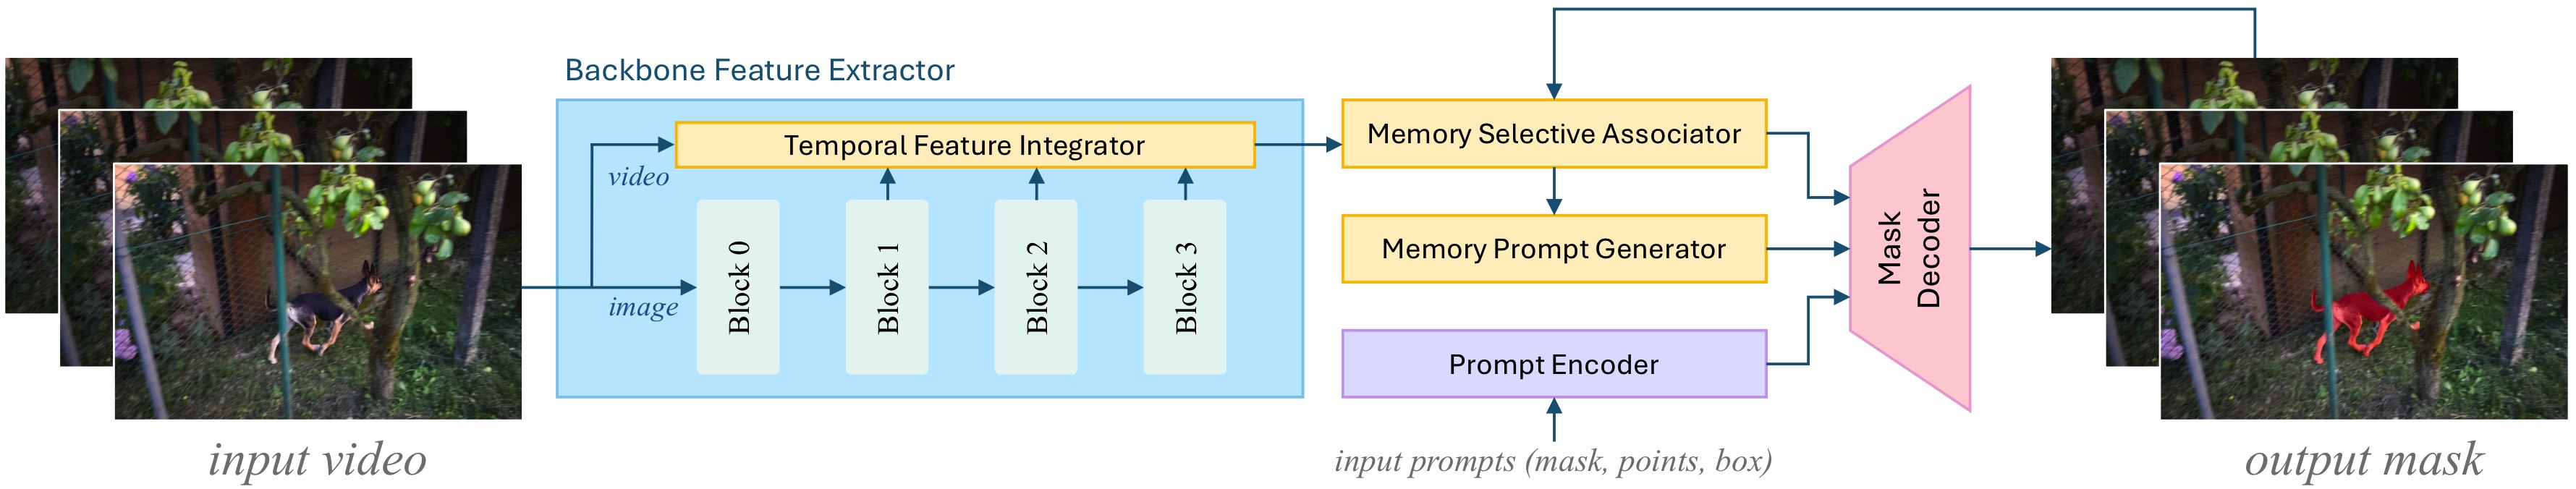 Backbone Feature Extractor
Temporal Feature Integrator
video
image
Block 0
Block 1
Block 2
Block 3
input video
Memory Selective Associator
Memory Prompt Generator
Prompt Encoder
input prompts (mask, points, box)
Mask
Decoder
output mask